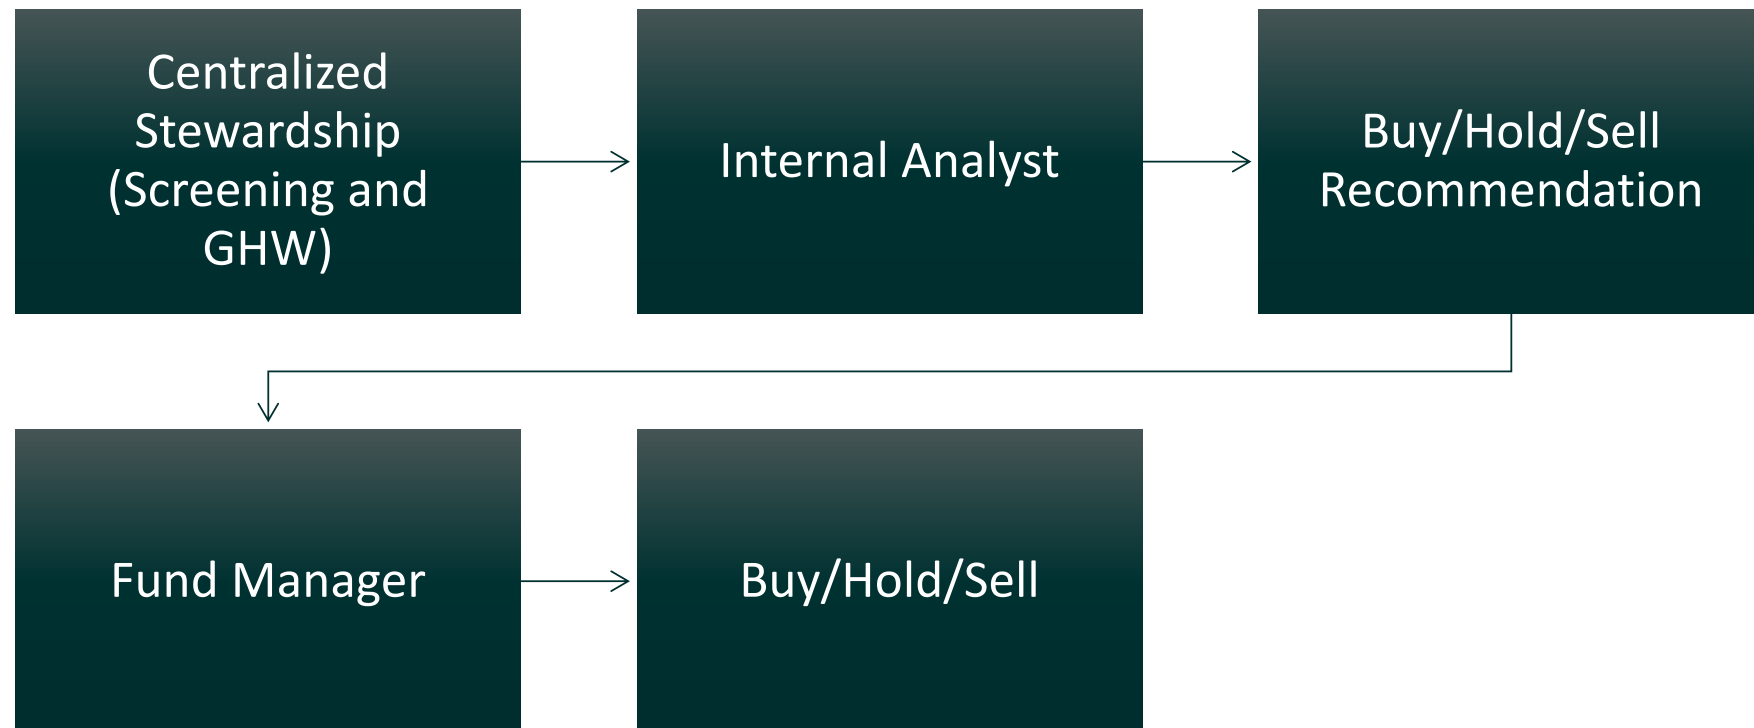 Centralized
Stewardship
(Screening and
GHW)
Internal Analyst
Buy/Hold/Sell
Recommendation
Fund Manager
Buy/Hold/Sell